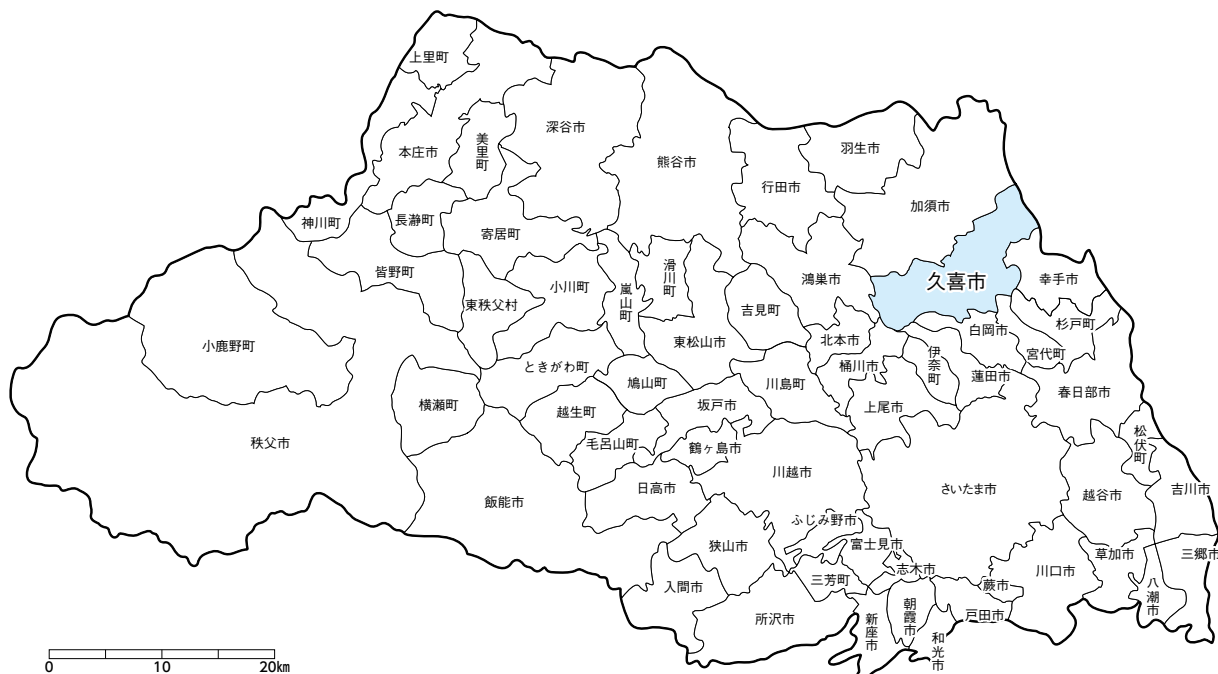 上里町
深谷市
羽生市
本庄市
美里町
熊谷市
行田市
加須市
神川町
長瀞町
寄居町
皆野町
東秩父村
小川町
嵐山町
滑川町
吉見町
鴻巣市
久喜市
幸手市
小鹿野町
東松山市
北本市
白岡市
杉戸町
ときがわ町
鳩山町
川島町
桶川市
伊奈町
宮代町
蓮田市
春日部市
横瀬町
越生町
坂戸市
上尾市
秩父市
毛呂山町
鶴ヶ島市
松伏町
飯能市
日高市
川越市
さいたま市
越谷市
吉川市
ふじみ野市
狭山市
富士見市
草加市
三郷市
入間市
三芳町
志木市
蕨市
川口市
八潮市
所沢市
新座市
朝霞市
和光市
戸田市
0 10 20km